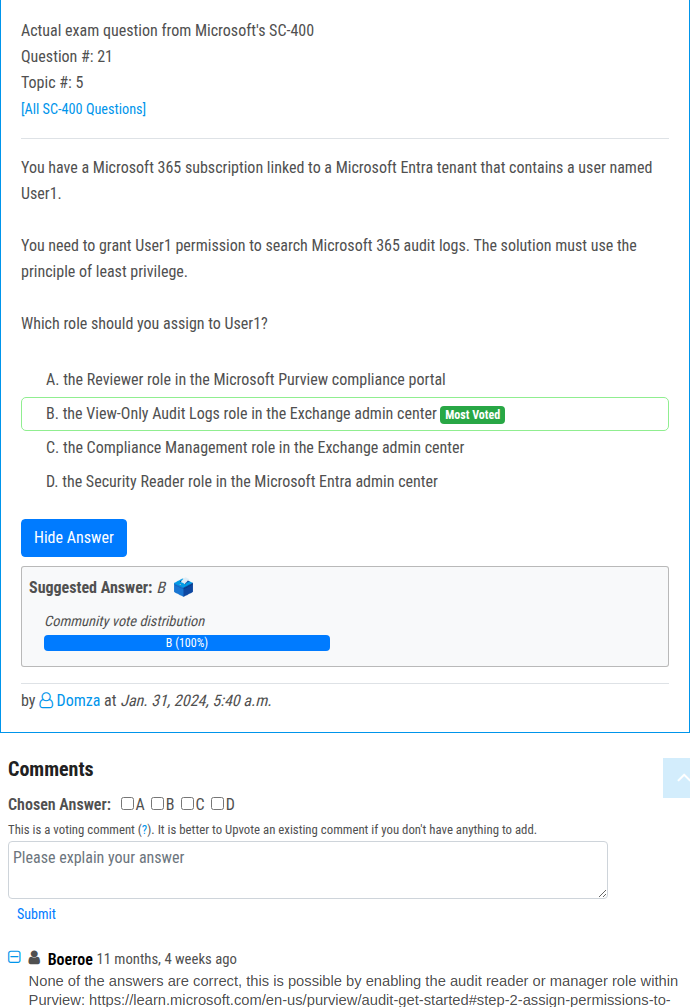 Actual exam question from Microsoft's SC-400
Question #: 21
Topic #: 5
[All SC-400 Questions]
You have a Microsoft 365 subscription linked to a Microsoft Entra tenant that contains a user named
User1.
You need to grant User1 permission to search Microsoft 365 audit logs. The solution must use the
principle of least privilege.
Which role should you assign to User1?
A. the Reviewer role in the Microsoft Purview compliance portal
B. the View-Only Audit Logs role in the Exchange admin center Most Voted
C. the Compliance Management role in the Exchange admin center
D. the Security Reader role in the Microsoft Entra admin center
Hide Answer
Suggested Answer: B
Community vote distribution
B (100%)
by Domza at Jan. 31, 2024, 5:40 a.m.
Comments
Chosen Answer: A B C D
This is a voting comment (?). It is better to Upvote an existing comment if you don't have anything to add.
Please explain your answer
Submit
Boeroe 11 months, 4 weeks ago
None of the answers are correct, this is possible by enabling the audit reader or manager role within
Purview: https://learn.microsoft.com/en-us/purview/audit-get-started#step-2-assign-permissions-to-